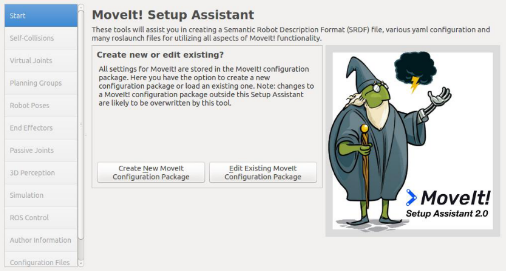 Start
Self-Collisions
Virtual Joints
Planning Groups
Robot Poses
End Effectors
Passive Joints
3D Perception
Simulation
ROS Control
Author Information
Configuration Files
MoveIt! Setup Assistant
These tools will assist you in creating a Semantic Robot Description Format (SRDF) file, various yaml configuration and
many roslaunch files for utilizing all aspects of MoveIt! functionality.
Create new or edit existing?
All settings for MoveIt! are stored in the MoveIt! configuration
package. Here you have the option to create a new
configuration package or load an existing one. Note: changes to
a MoveIt! configuration package outside this Setup Assistant
are likely to be overwritten by this tool.
Create New MoveIt
Configuration Package
Edit Existing MoveIt
Configuration Package
MoveIt!
Setup Assistant 2.0